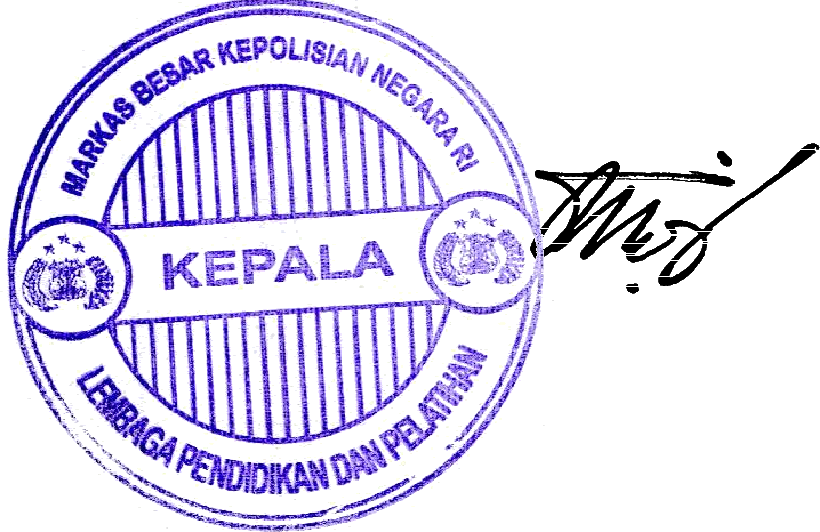 MARKAS BESAR KEPOLISIAN NEGARA RI
KEPALA
LEMBAGA PENDIDIKAN DAN PELATIHAN